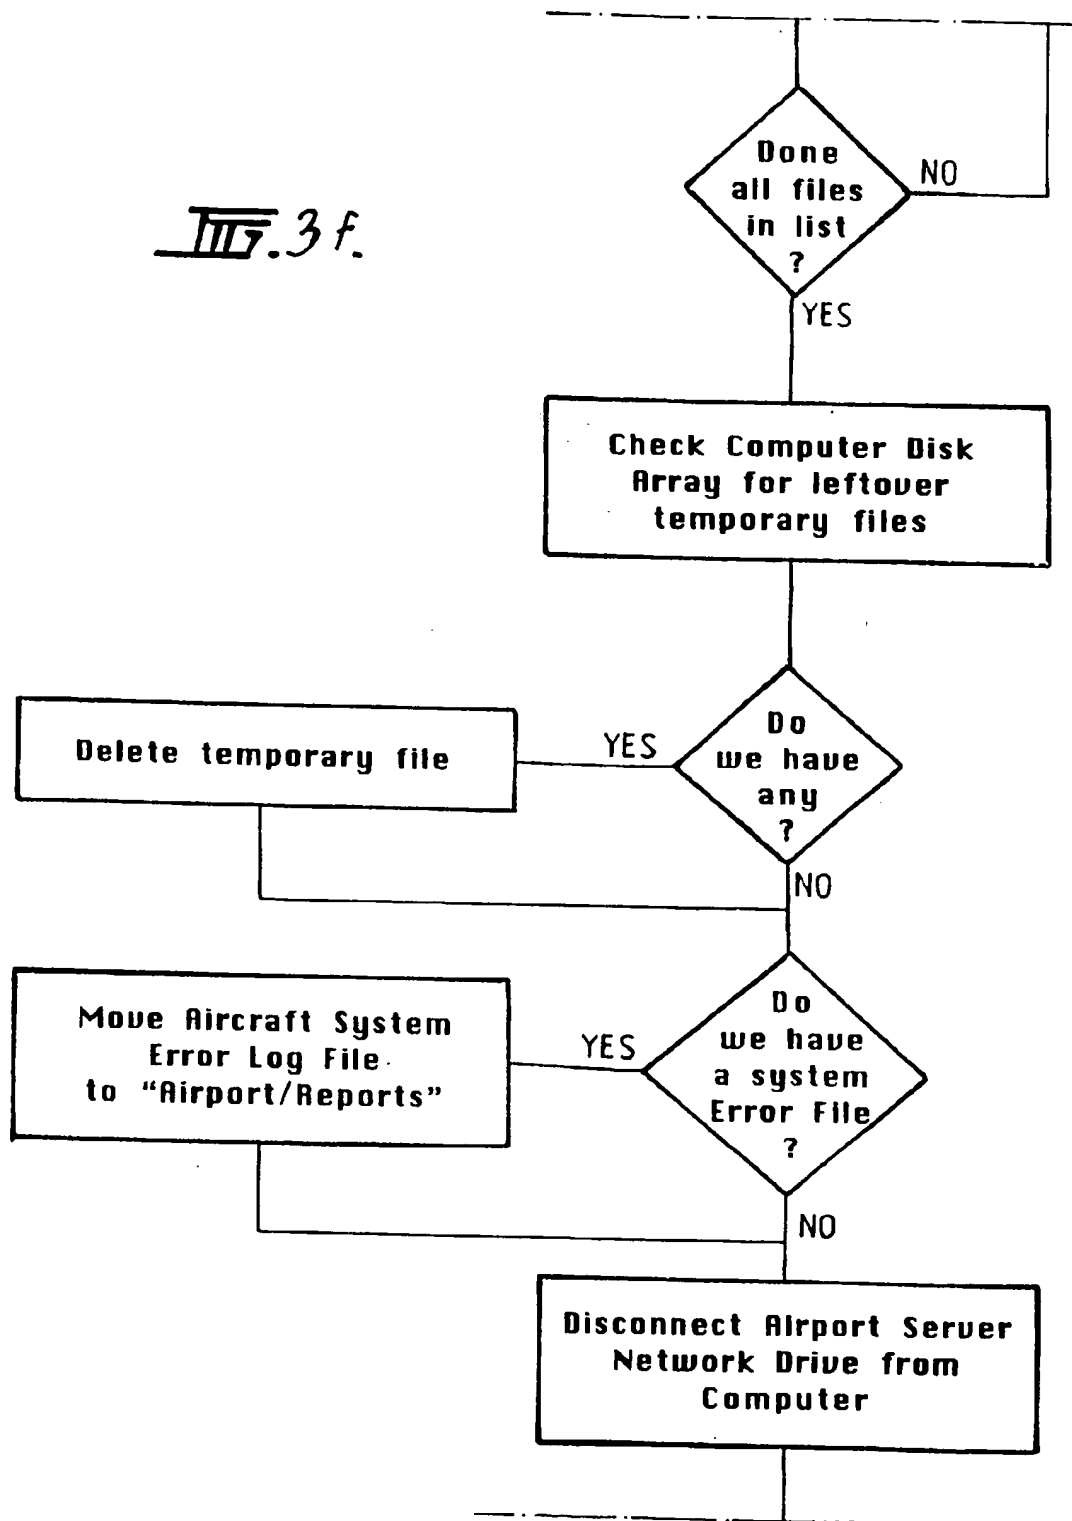 FIG. 3f.
Done
all files
in list
?
NO
YES
Check Computer Disk
Array for leftover
temporary files
Do
we have
any
?
YES
Delete temporary file
NO
Do
we have
a system
Error File
?
YES
Move Aircraft System
Error Log File
to "Airport/Reports"
NO
Disconnect Airport Server
Network Drive from
Computer